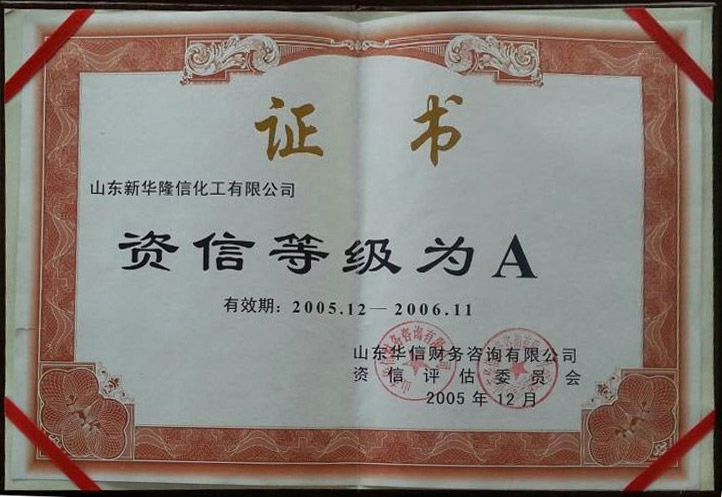 证书
山东新华隆信化工有限公司
资信等级为A
有效期：2005.12—2006.11
山东华信财务咨询有限公司
资信评估委员会
2005年12月